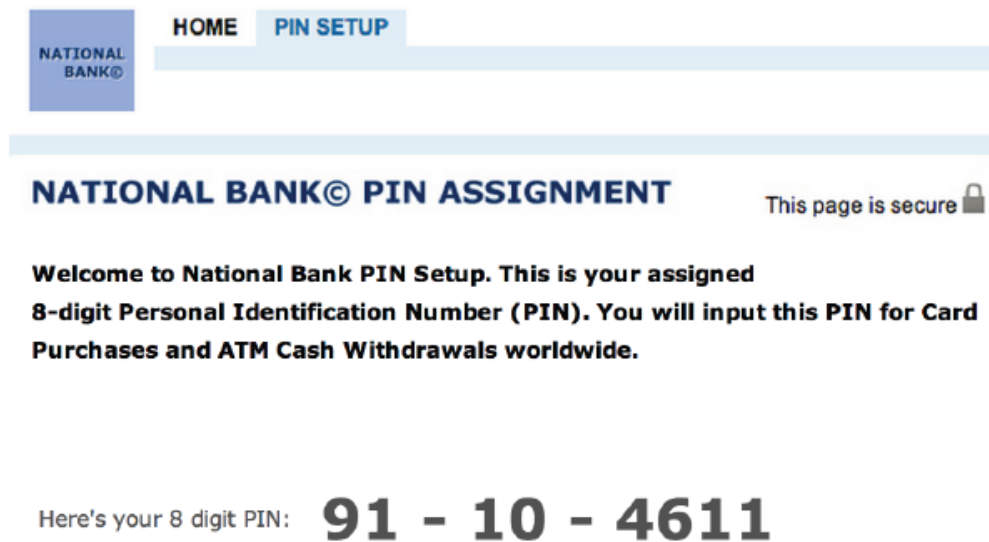 HOME PIN SETUP
NATIONAL
BANK©
NATIONAL BANK© PIN ASSIGNMENT
This page is secure
Welcome to National Bank PIN Setup. This is your assigned
8-digit Personal Identification Number (PIN). You will input this PIN for Card
Purchases and ATM Cash Withdrawals worldwide.
Here's your 8 digit PIN: 91 - 10 - 4611